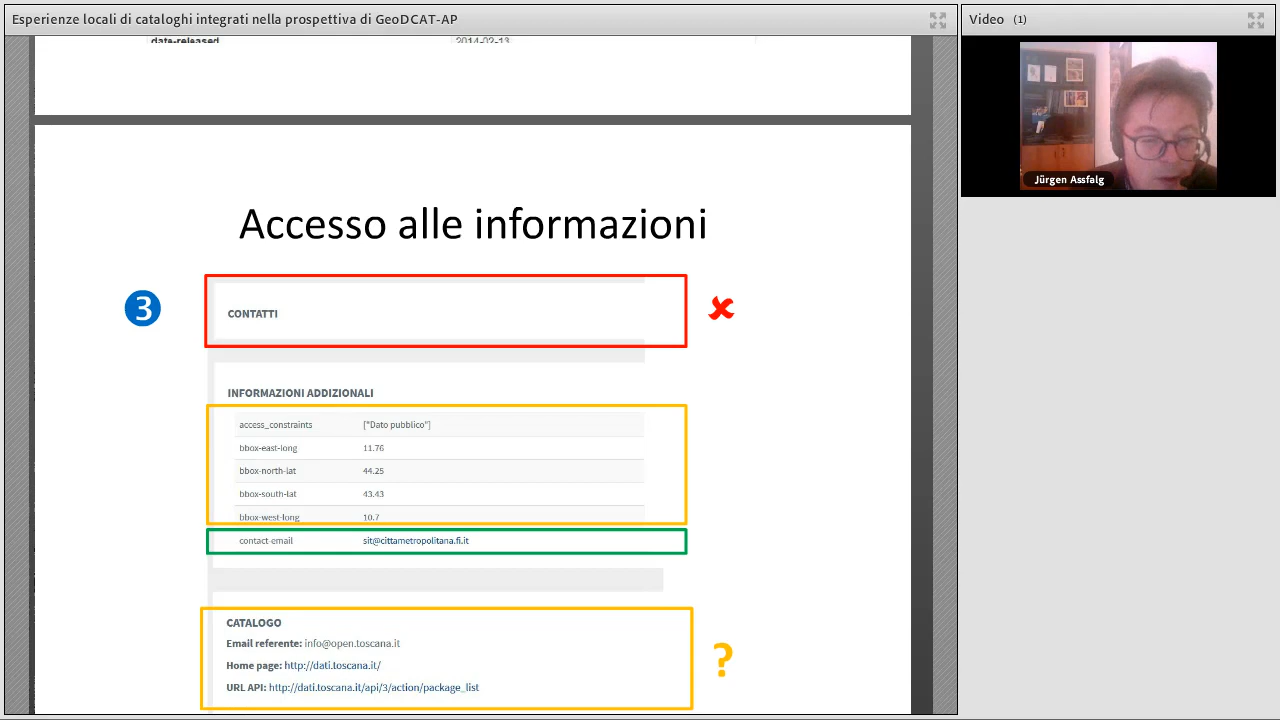 Esperienze locali di cataloghi integrati nella prospettiva di GeoDCAT-AP
Video (1)
data-released 2014-02-13
Jürgen Assfalg
Accesso alle informazioni
3
CONTATTI
INFORMAZIONI ADDIZIONALI
access_constraints ["Dato pubblico"]
bbox-east-long 11.76
bbox-north-lat 44.25
bbox-south-lat 43.43
bbox-west-long 10.7
contact-email sit@cittametropolitana.fi.it
CATALOGO
Email referente: info@open.toscana.it
?
Home page: http://dati.toscana.it/
URL API: http://dati.toscana.it/api/3/action/package_list